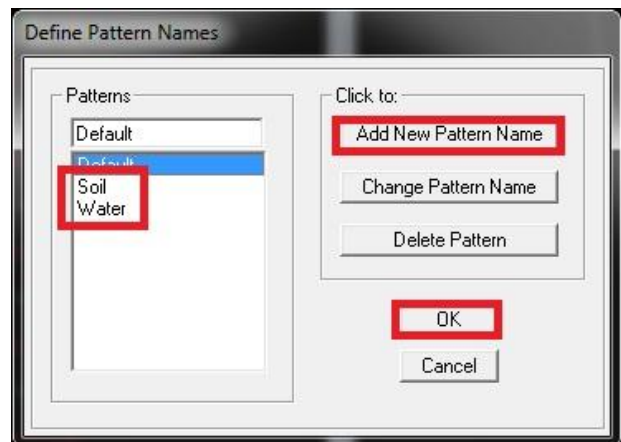 Define Pattern Names
Patterns
Default
Default
Soil
Water
Click to:
Add New Pattern Name
Change Pattern Name
Delete Pattern
OK
Cancel